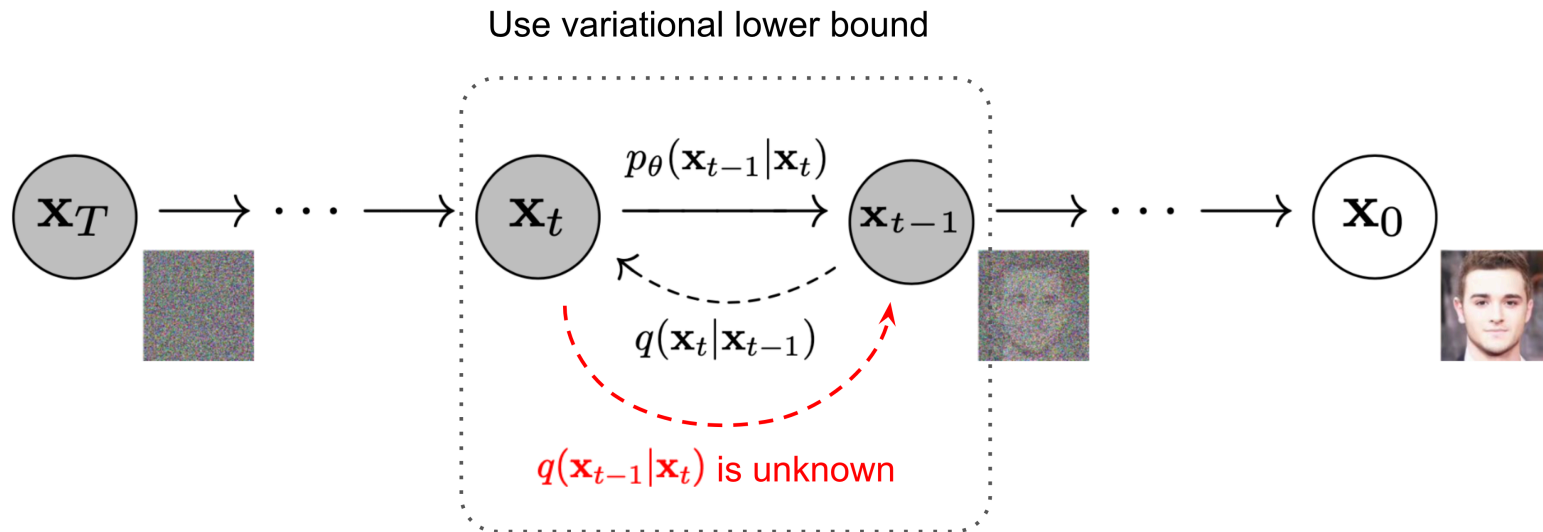 Use variational lower bound
p_θ(x_{t−1}|x_t)
x_T → ··· → x_t → x_{t−1} → ··· → x_0
q(x_t|x_{t−1})
q(x_{t−1}|x_t) is unknown